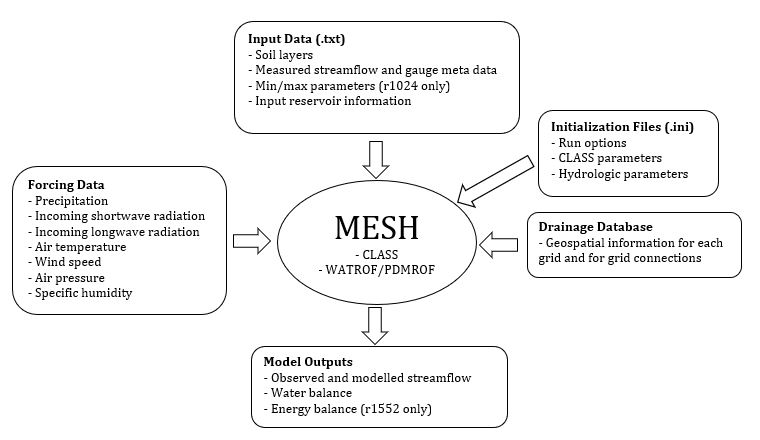 Input Data (.txt)
- Soil layers
- Measured streamflow and gauge meta data
- Min/max parameters (r1024 only)
- Input reservoir information
Initialization Files (.ini)
- Run options
- CLASS parameters
- Hydrologic parameters
Forcing Data
- Precipitation
- Incoming shortwave radiation
- Incoming longwave radiation
- Air temperature
- Wind speed
- Air pressure
- Specific humidity
MESH
- CLASS
- WATROF/PDMROF
Drainage Database
- Geospatial information for each
grid and for grid connections
Model Outputs
- Observed and modelled streamflow
- Water balance
- Energy balance (r1552 only)